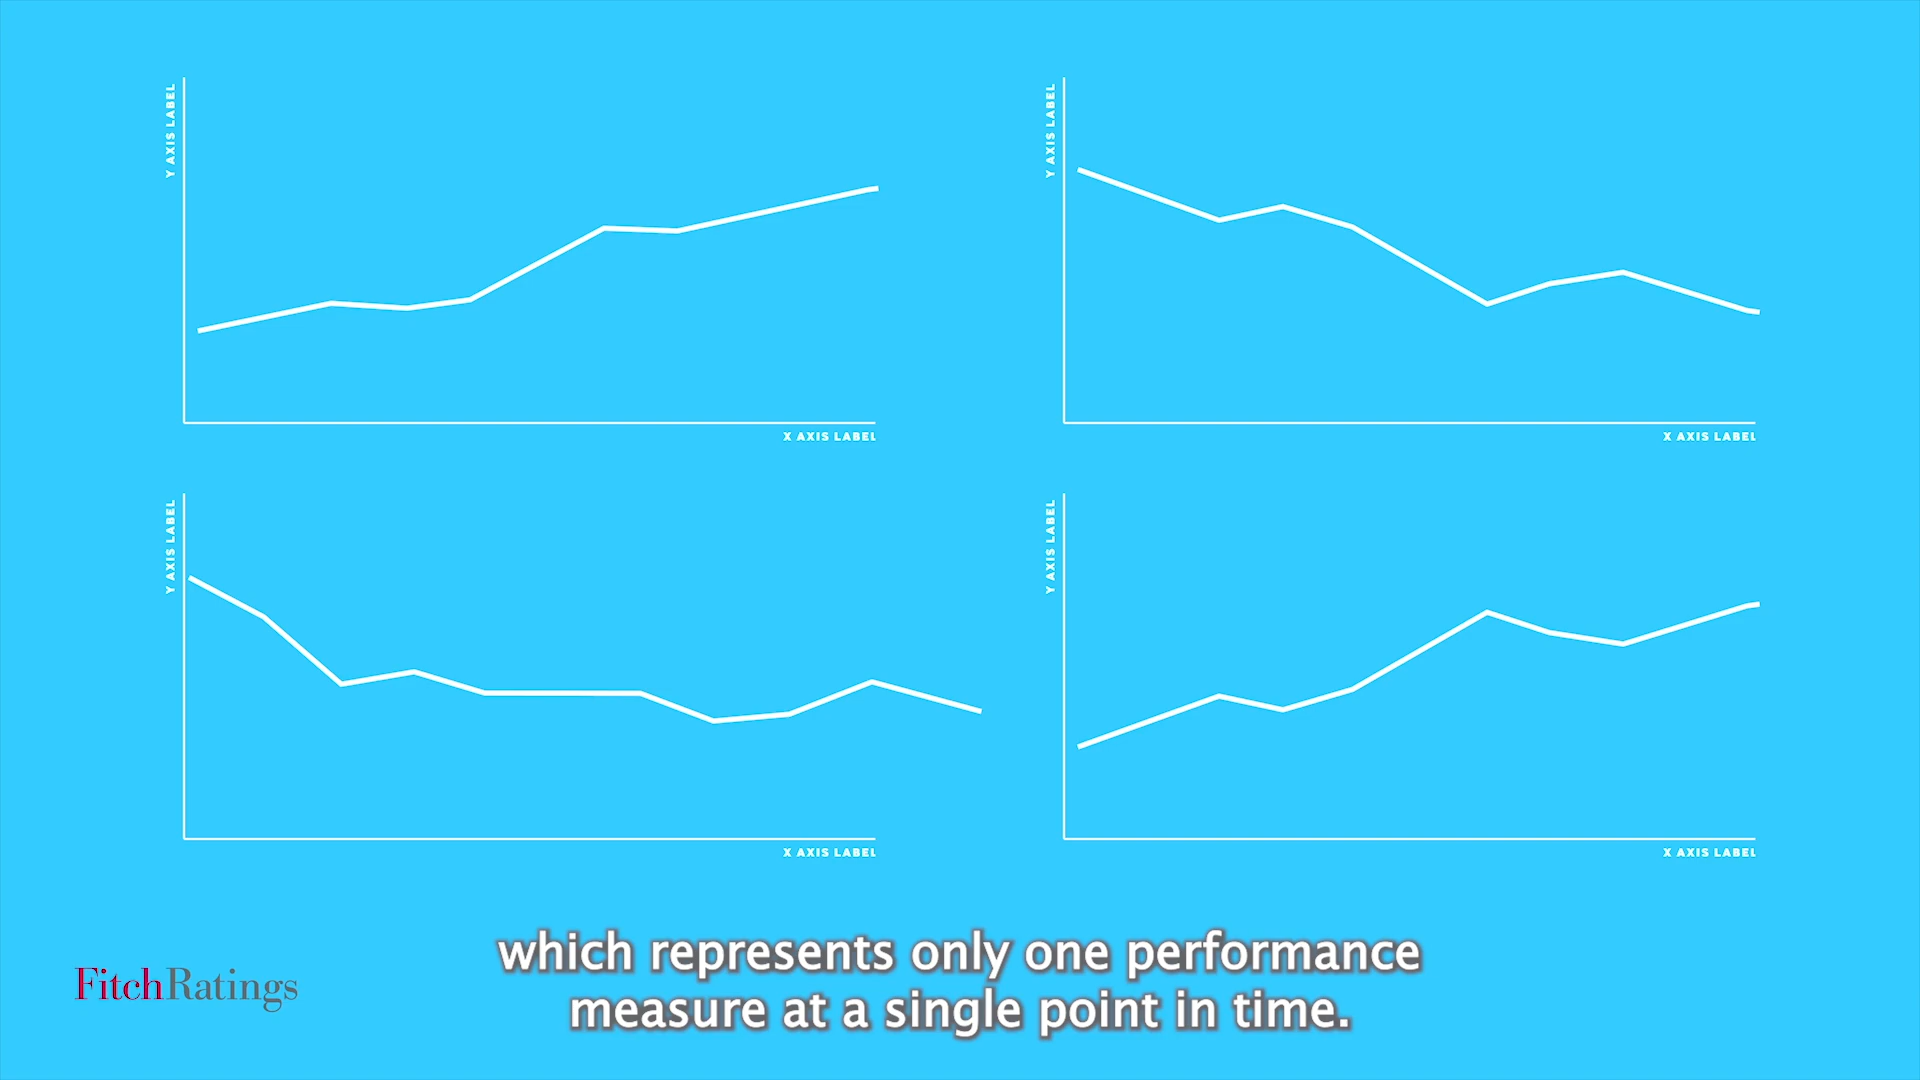 Y AXIS LABEL
X AXIS LABEL
Y AXIS LABEL
X AXIS LABEL
Y AXIS LABEL
X AXIS LABEL
Y AXIS LABEL
X AXIS LABEL
which represents only one performance
measure at a single point in time.
FitchRatings